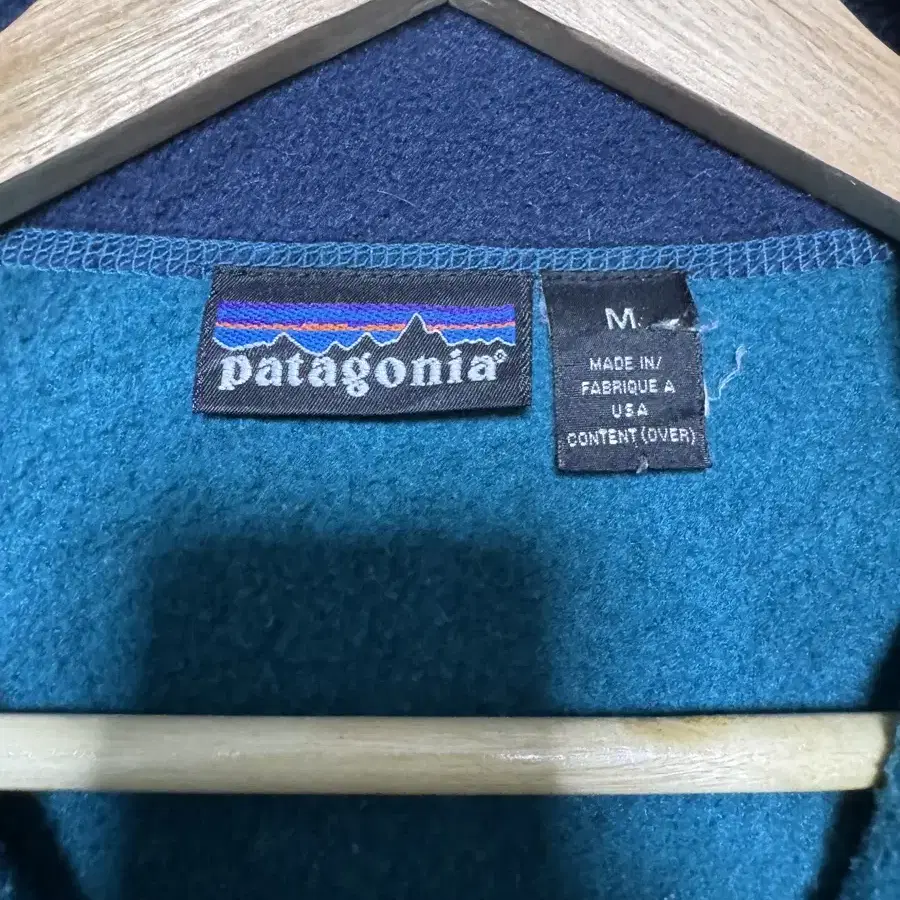 patagonia®
M
MADE IN/
FABRIQUE A
USA
CONTENT (OVER)